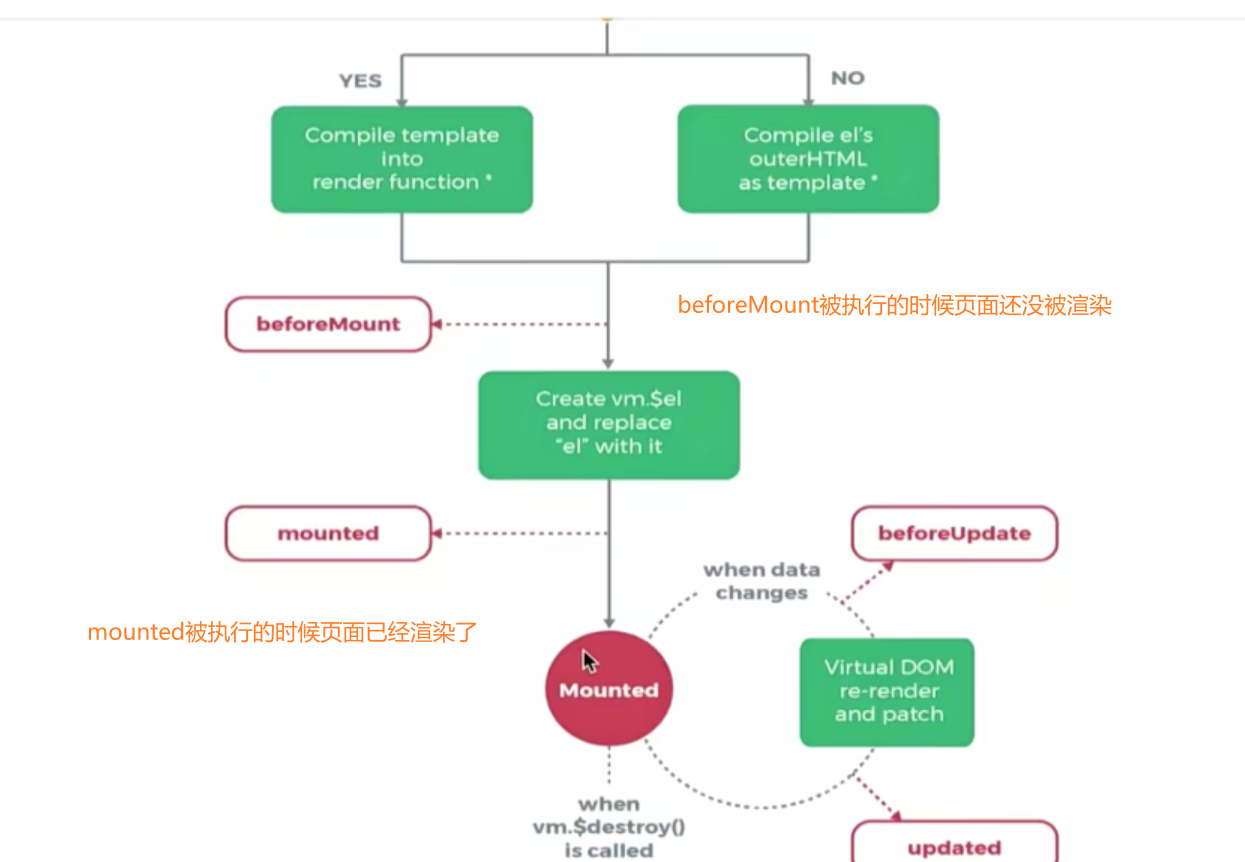 YES
NO
Compile template
into
render function *
Compile el's
outerHTML
as template *
beforeMount被执行的时候页面还没被渲染
beforeMount
Create vm.$el
and replace
“el” with it
mounted
beforeUpdate
when data
changes
mounted被执行的时候页面已经渲染了
Mounted
Virtual DOM
re-render
and patch
when
vm.$destroy()
is called
updated